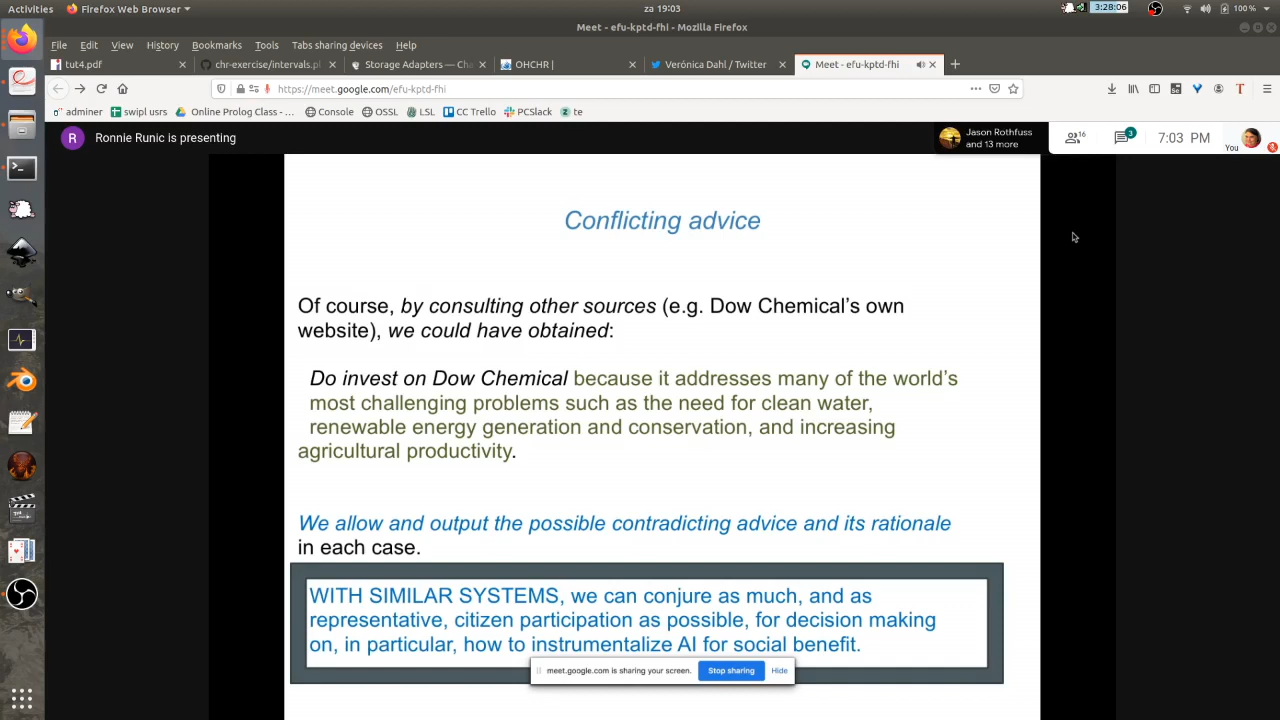 Activities
Firefox Web Browser
za 19:03
3:28:06
100 %
Meet - efu-kptd-fhi - Mozilla Firefox
File Edit View History Bookmarks Tools Tabs sharing devices Help
tut4.pdf
chr-exercise/intervals.pl
Storage Adapters — Cha
OHCHR |
Verónica Dahl / Twitter
Meet - efu-kptd-fhi
https://meet.google.com/efu-kptd-fhi
adminer
swipl users
Online Prolog Class -...
Console
OSSL
LSL
CC Trello
PCSlack
te
R
Ronnie Runic is presenting
Jason Rothfuss
and 13 more
16
3
7:03 PM
You
Conflicting advice
Of course, by consulting other sources (e.g. Dow Chemical's own
website), we could have obtained:
Do invest on Dow Chemical because it addresses many of the world's
most challenging problems such as the need for clean water,
renewable energy generation and conservation, and increasing
agricultural productivity.
We allow and output the possible contradicting advice and its rationale
in each case.
WITH SIMILAR SYSTEMS, we can conjure as much, and as
representative, citizen participation as possible, for decision making
on, in particular, how to instrumentalize AI for social benefit.
meet.google.com is sharing your screen.
Stop sharing
Hide